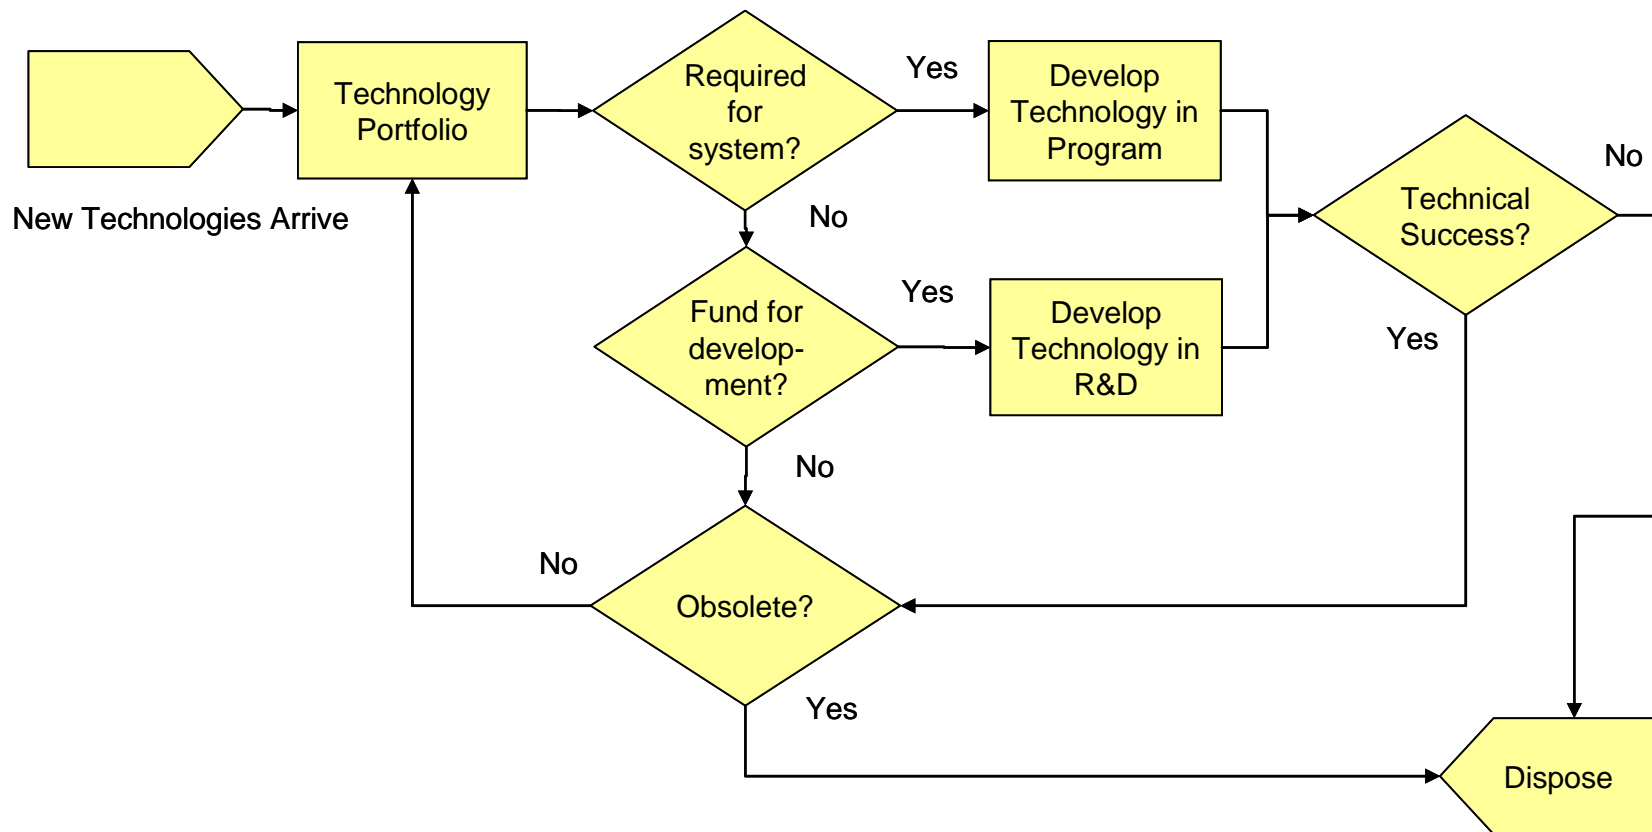 New Technologies Arrive
Technology
Portfolio
Required
for
system?
Yes
Develop
Technology in
Program
No
Technical
Success?
No
Fund for
develop-
ment?
Yes
Develop
Technology in
R&D
Yes
No
Obsolete?
No
Yes
Dispose